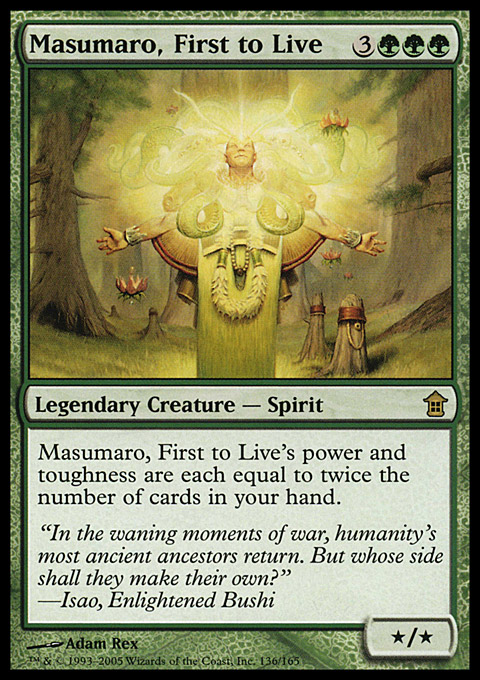 Masumaro, First to Live 3
Legendary Creature — Spirit
Masumaro, First to Live's power and
toughness are each equal to twice the
number of cards in your hand.
“In the waning moments of war, humanity's
most ancient ancestors return. But whose side
shall they make their own?”
—Isao, Enlightened Bushi
Adam Rex
™ & © 1993–2005 Wizards of the Coast, Inc. 136/165
★/★